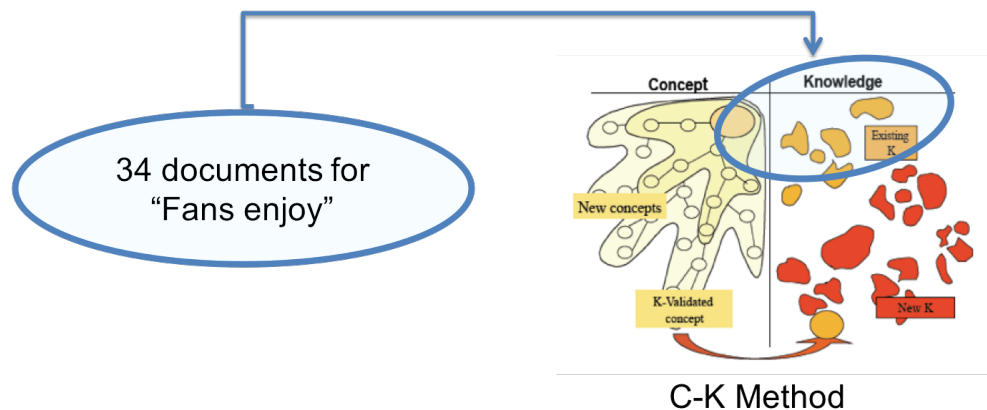 34 documents for
“Fans enjoy”
Concept
Knowledge
Existing
K
New concepts
K-Validated
concept
New K
C-K Method